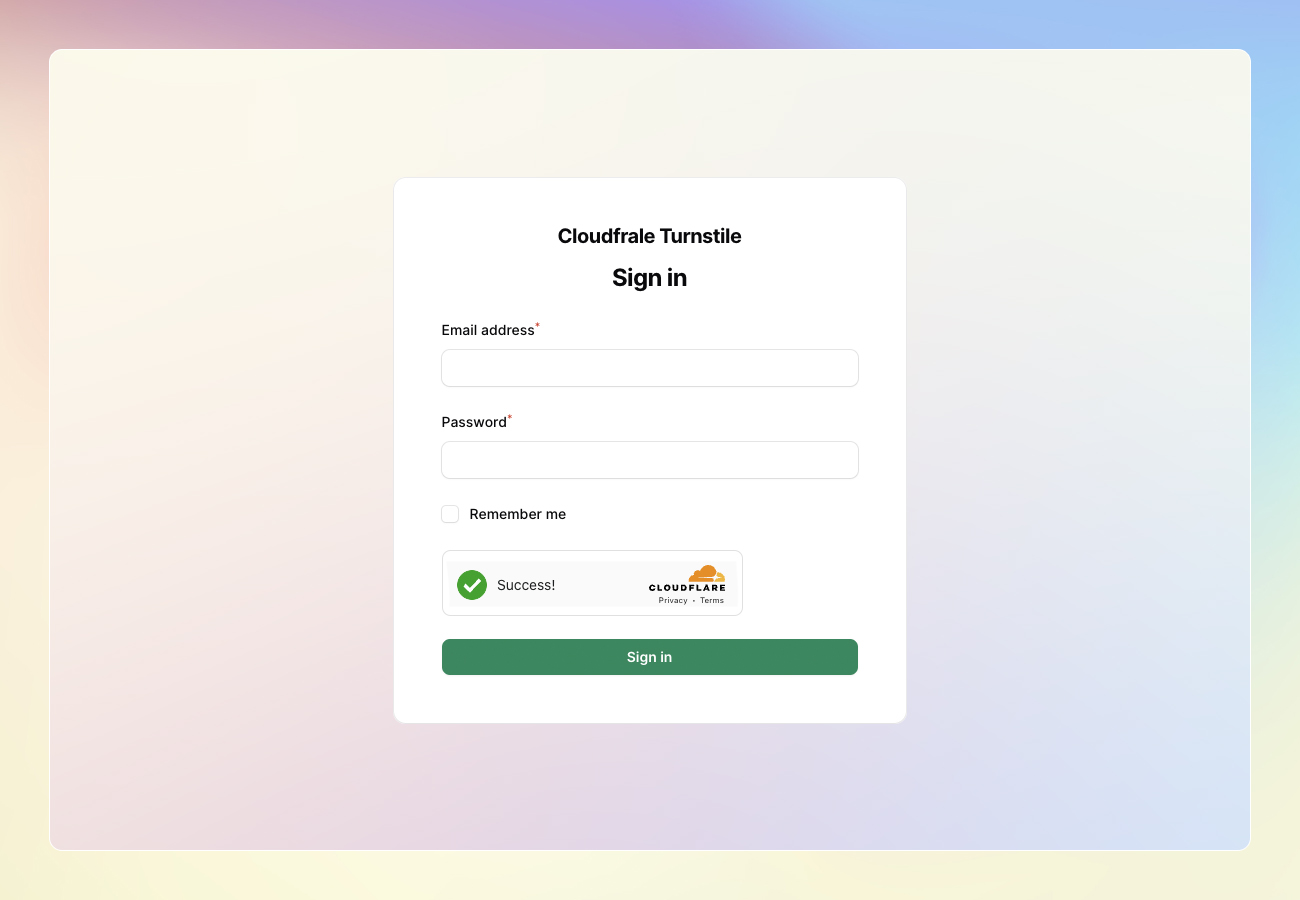 Cloudfrale Turnstile
Sign in
Email address*
Password*
Remember me
Success!
CLOUDFLARE
Privacy • Terms
Sign in